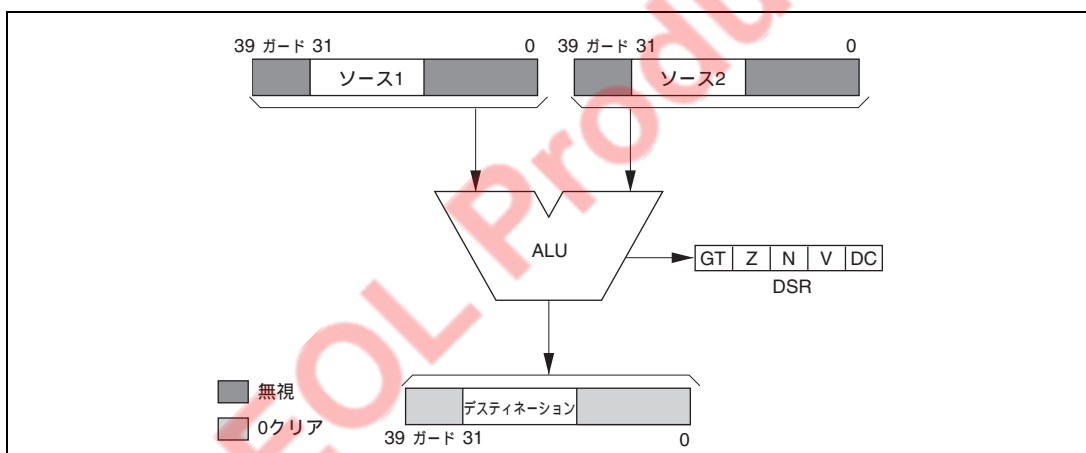 39 ガード 31 0
39 ガード 31 0
ソース1
ソース2
ALU
GT Z N V DC
DSR
無視
0クリア
デスティネーション
39 ガード 31 0
EOL Produ